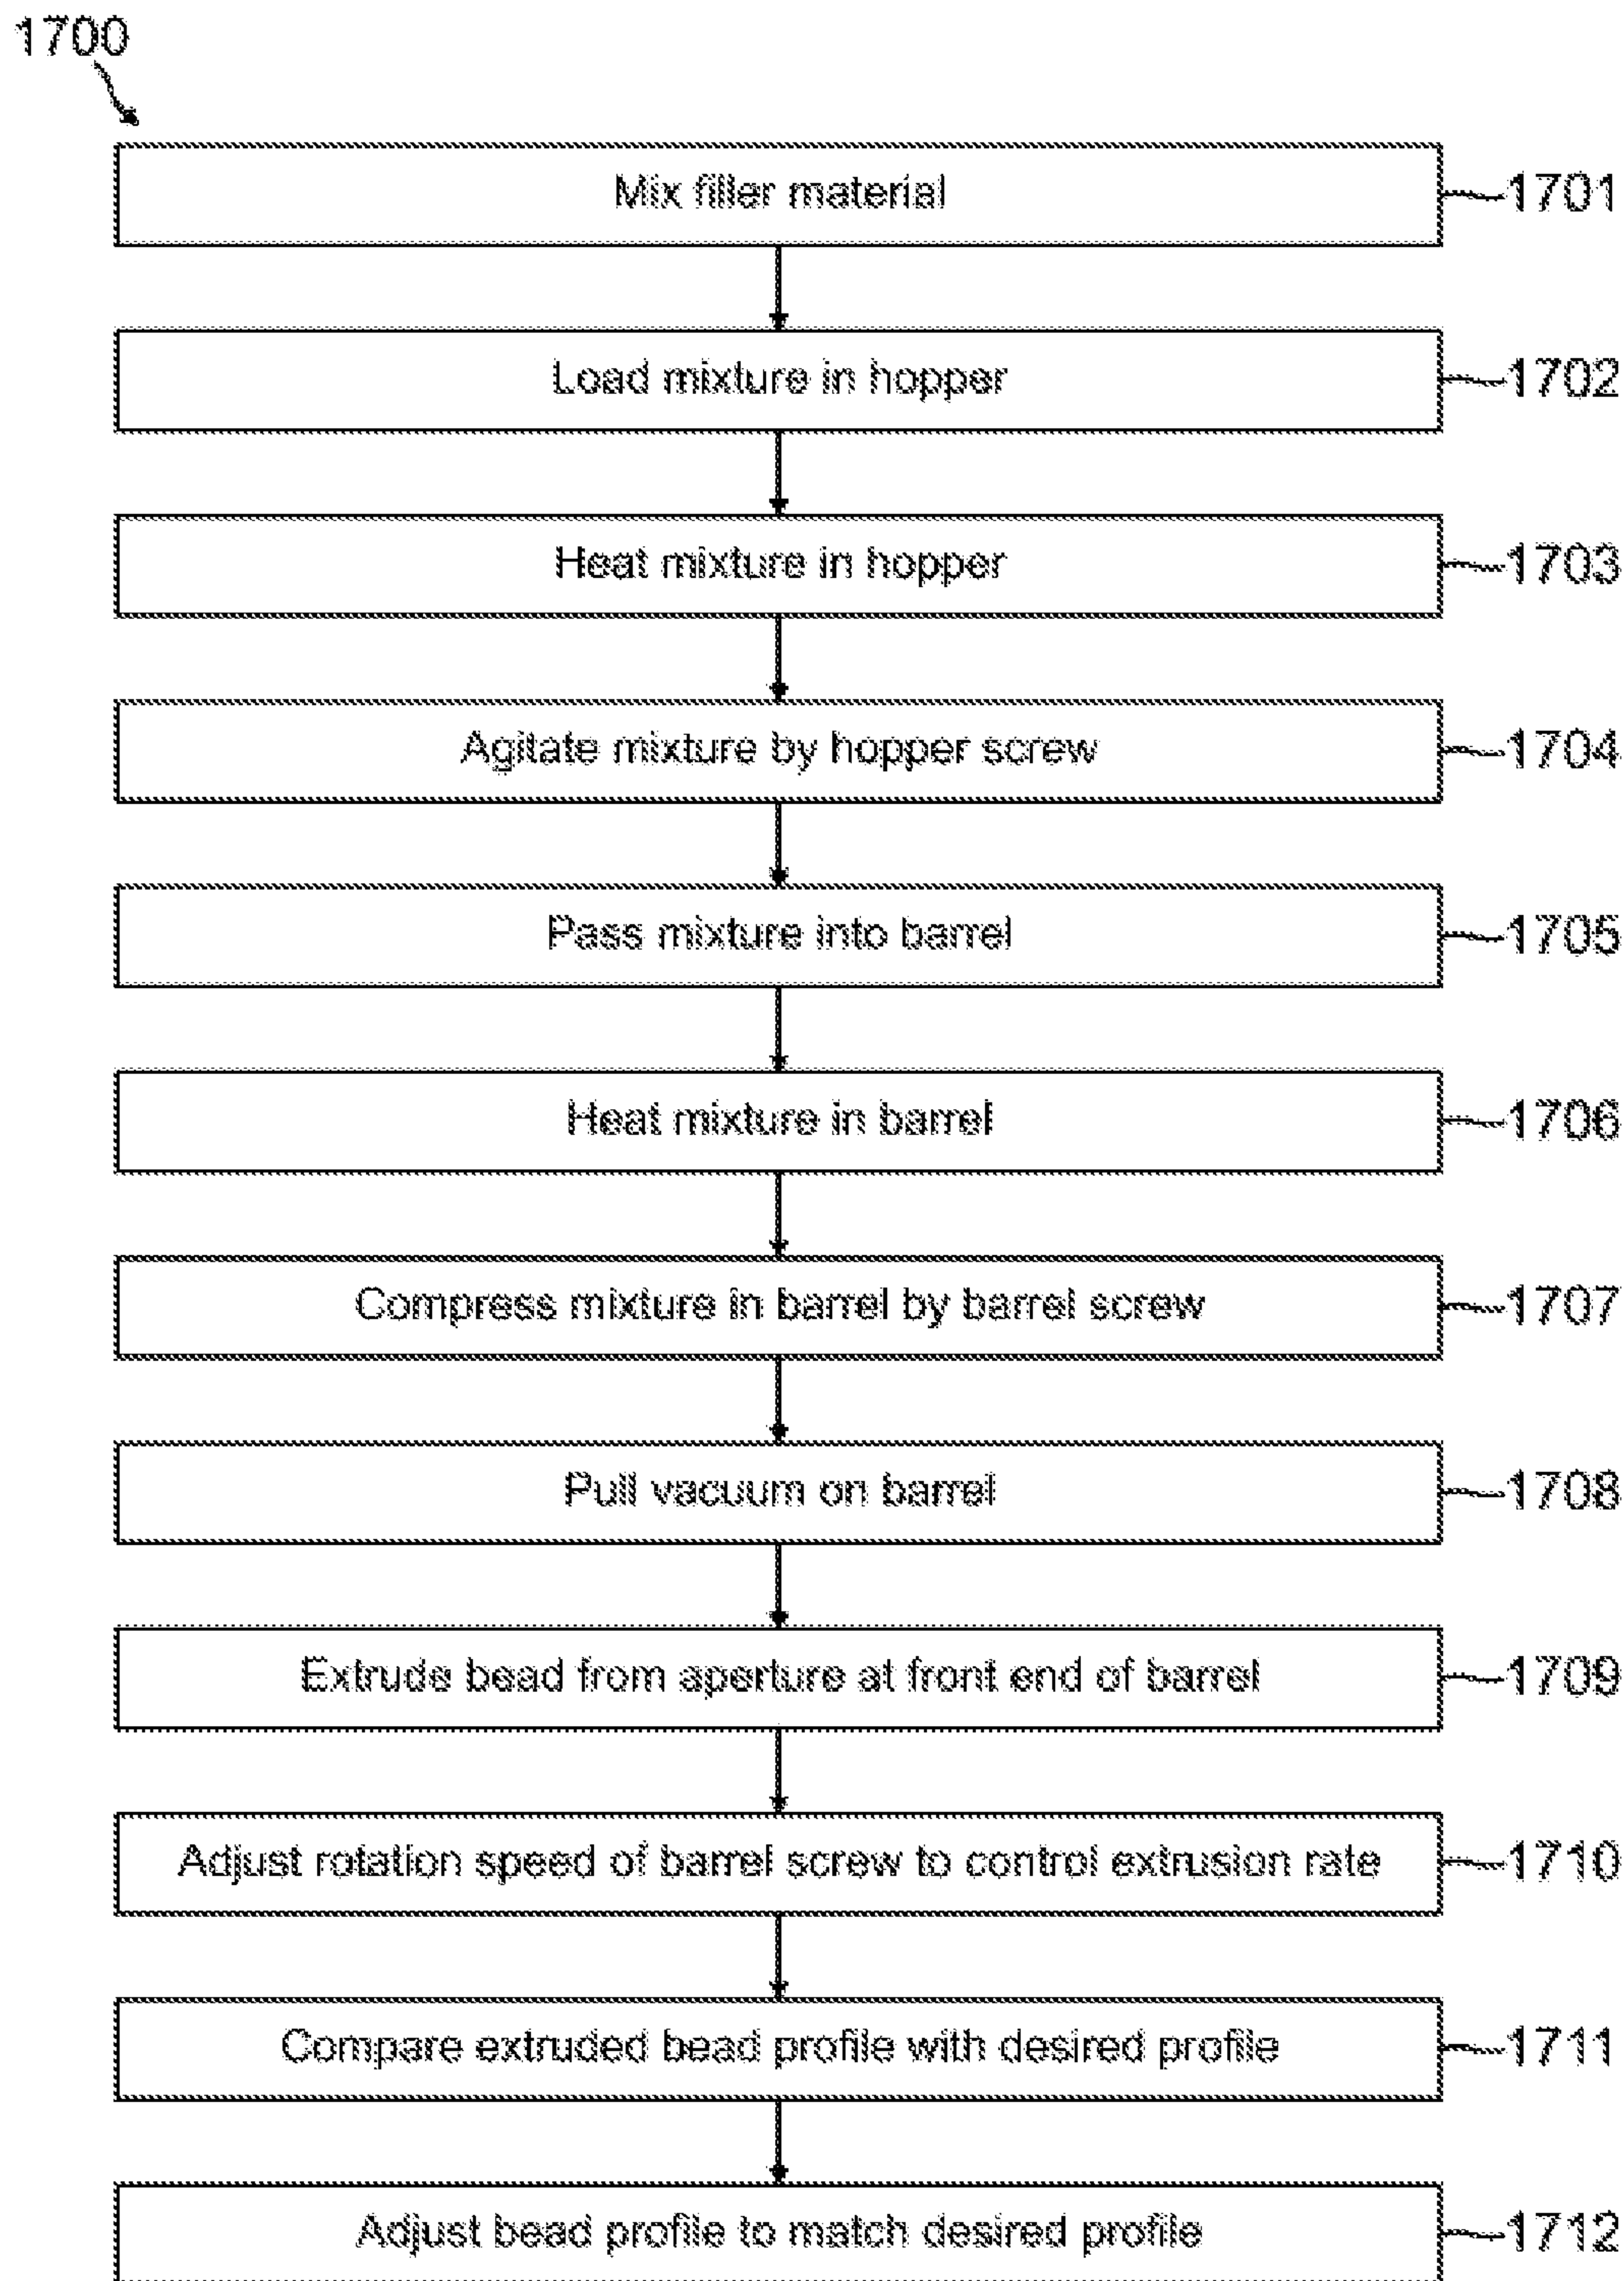 1700
Mix filler material
1701
Load mixture in hopper
1702
Heat mixture in hopper
1703
Agitate mixture by hopper screw
1704
Pass mixture into barrel
1705
Heat mixture in barrel
1706
Compress mixture in barrel by barrel screw
1707
Pull vacuum on barrel
1708
Extrude bead from aperture at front end of barrel
1709
Adjust rotation speed of barrel screw to control extrusion rate
1710
Compare extruded bead profile with desired profile
1711
Adjust bead profile to match desired profile
1712